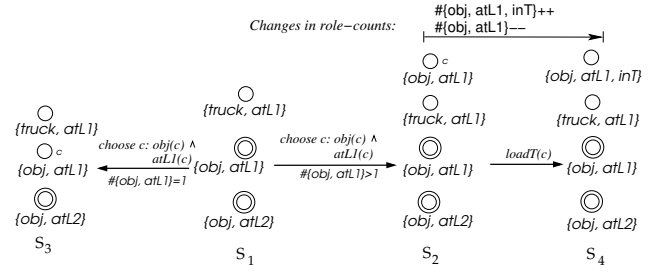 Changes in role−counts:
#{obj, atL1, inT}++
#{obj, atL1}−−
c
{obj, atL1}
{obj, atL1, inT}
{truck, atL1}
{truck, atL1}
{truck, atL1}
{truck, atL1}
choose c: obj(c) ∧
atL1(c)
#{obj, atL1}=1
choose c: obj(c) ∧
atL1(c)
#{obj, atL1}>1
loadT(c)
c
{obj, atL1}
{obj, atL1}
{obj, atL1}
{obj, atL1}
{obj, atL2}
{obj, atL2}
{obj, atL2}
{obj, atL2}
S3
S1
S2
S4